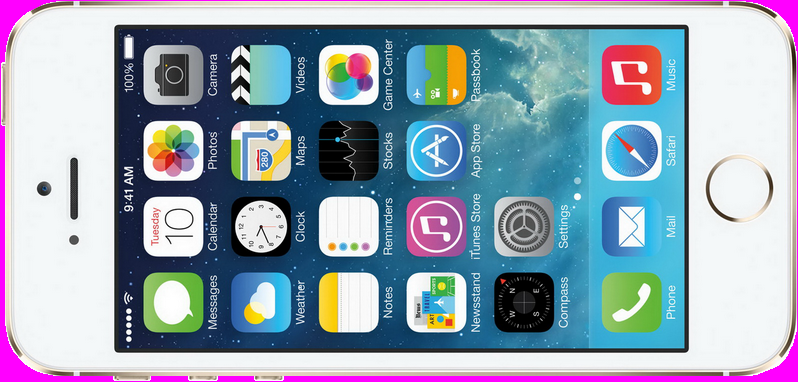 9:41 AM 100%
Tuesday
10
Messages Calendar Photos Camera
280
Weather Clock Maps Videos
Notes Reminders Stocks Game Center
Newsstand iTunes Store App Store Passbook
N
W E
S
Compass Settings
Phone Mail Safari Music